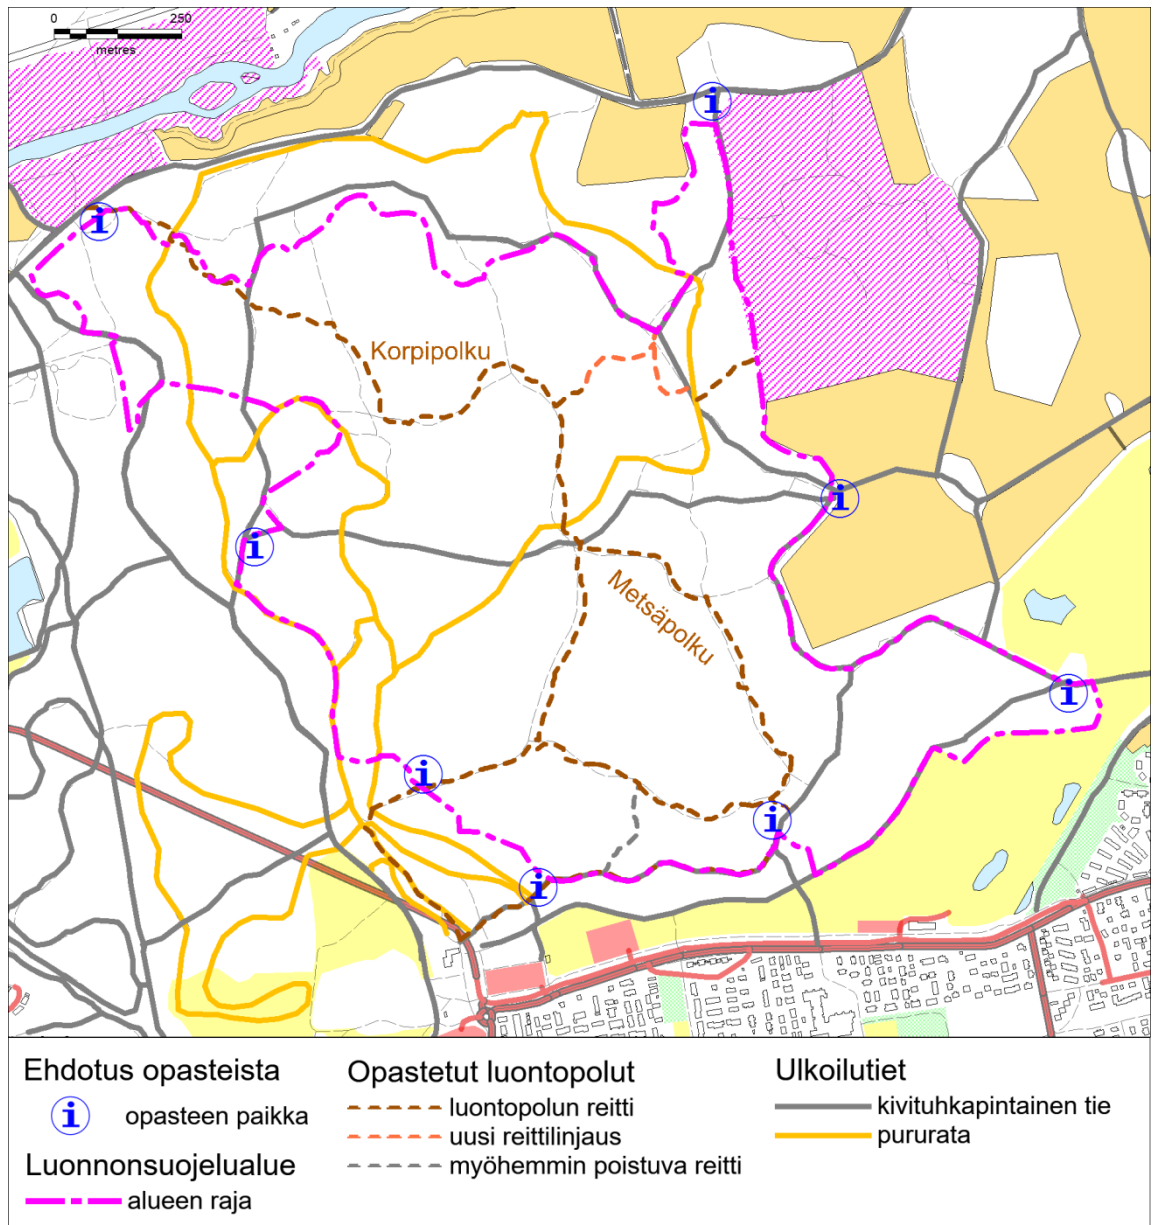 0 250
metres
Korpipolku
Metsäpolku
i
i
i
i
i
i
i
i
Ehdotus opasteista
i opasteen paikka
Luonnonsuojelualue
alueen raja
Opastetut luontopolut
luontopolun reitti
uusi reittilinjaus
myöhemmin poistuva reitti
Ulkoilutiet
kivituhkapintainen tie
pururata